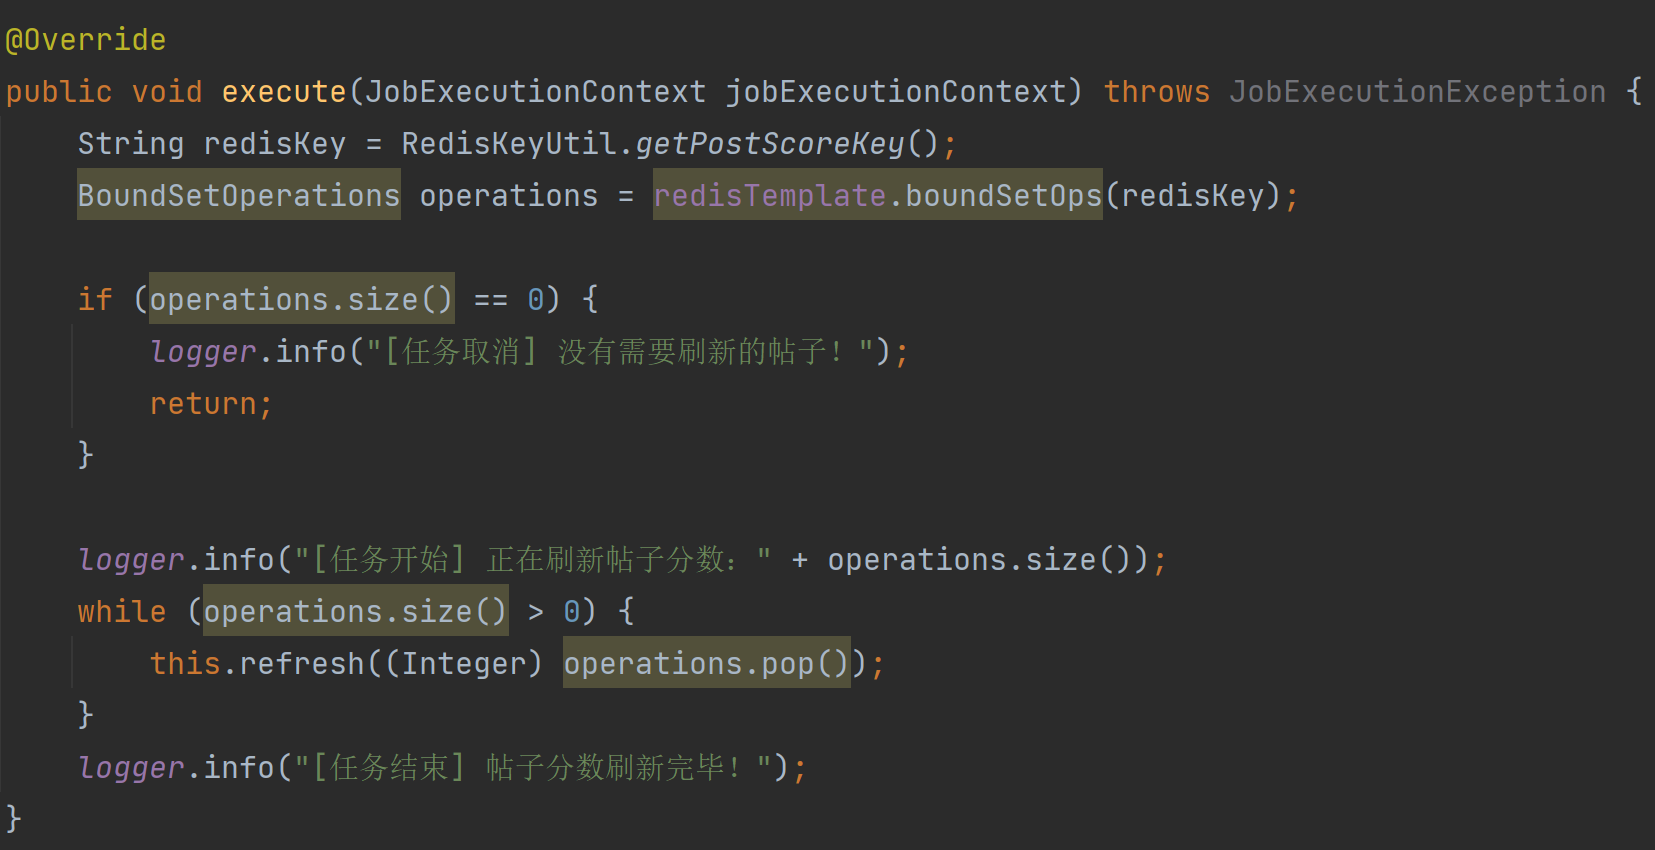 @Override
public void execute(JobExecutionContext jobExecutionContext) throws JobExecutionException {
    String redisKey = RedisKeyUtil.getPostScoreKey();
    BoundSetOperations operations = redisTemplate.boundSetOps(redisKey);
    if (operations.size() == 0) {
        logger.info("[任务取消] 没有需要刷新的帖子！");
        return;
    }
    logger.info("[任务开始] 正在刷新帖子分数：" + operations.size());
    while (operations.size() > 0) {
        this.refresh((Integer) operations.pop());
    }
    logger.info("[任务结束] 帖子分数刷新完毕！");
}